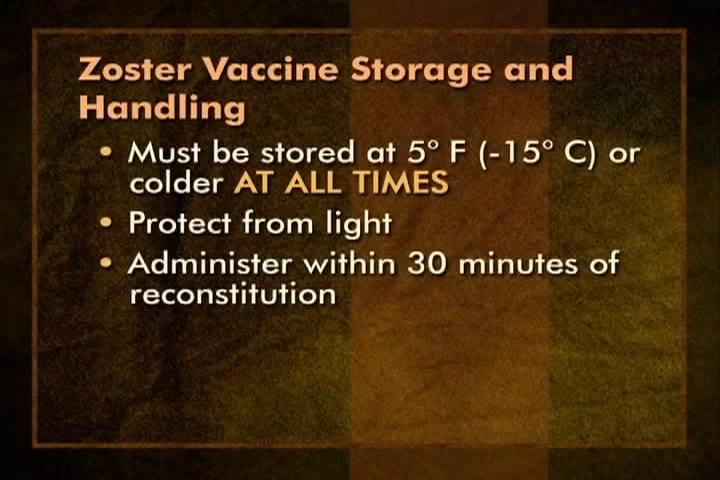 Zoster Vaccine Storage and
Handling
• Must be stored at 5° F (-15° C) or
colder AT ALL TIMES
• Protect from light
• Administer within 30 minutes of
reconstitution